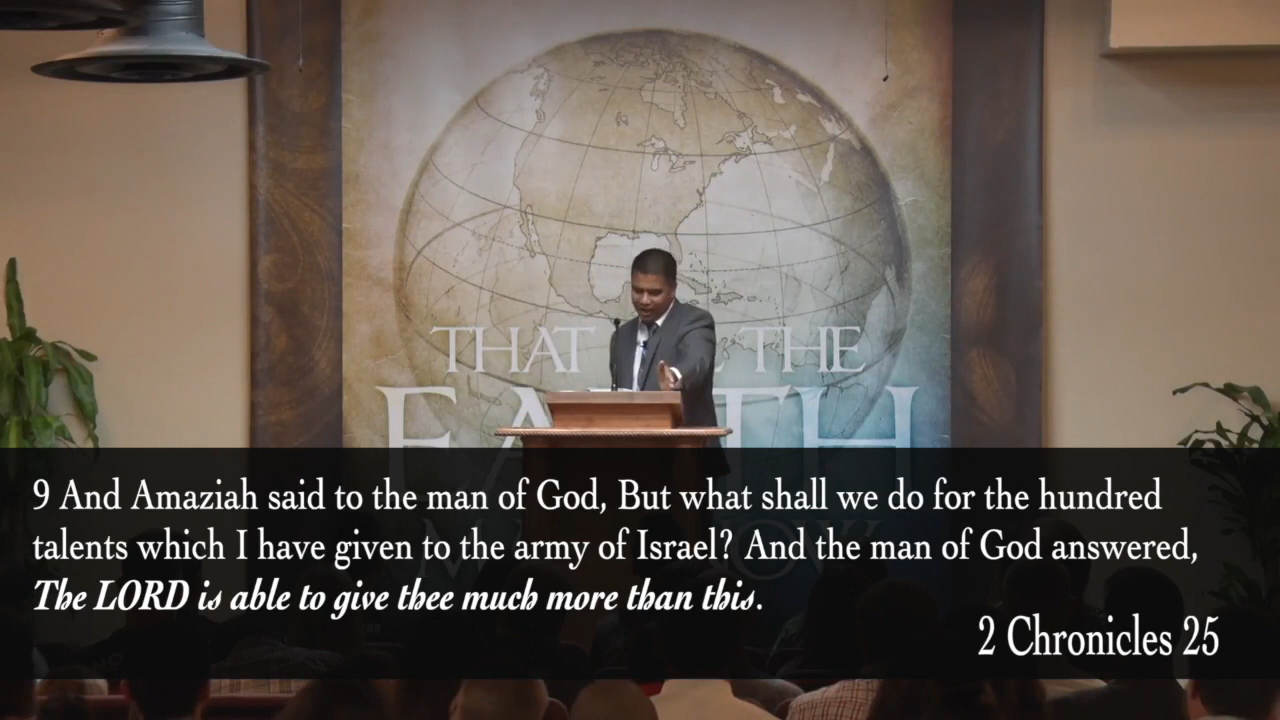 THAT THE
FAITH
9 And Amaziah said to the man of God, But what shall we do for the hundred
talents which I have given to the army of Israel? And the man of God answered,
The LORD is able to give thee much more than this.
2 Chronicles 25